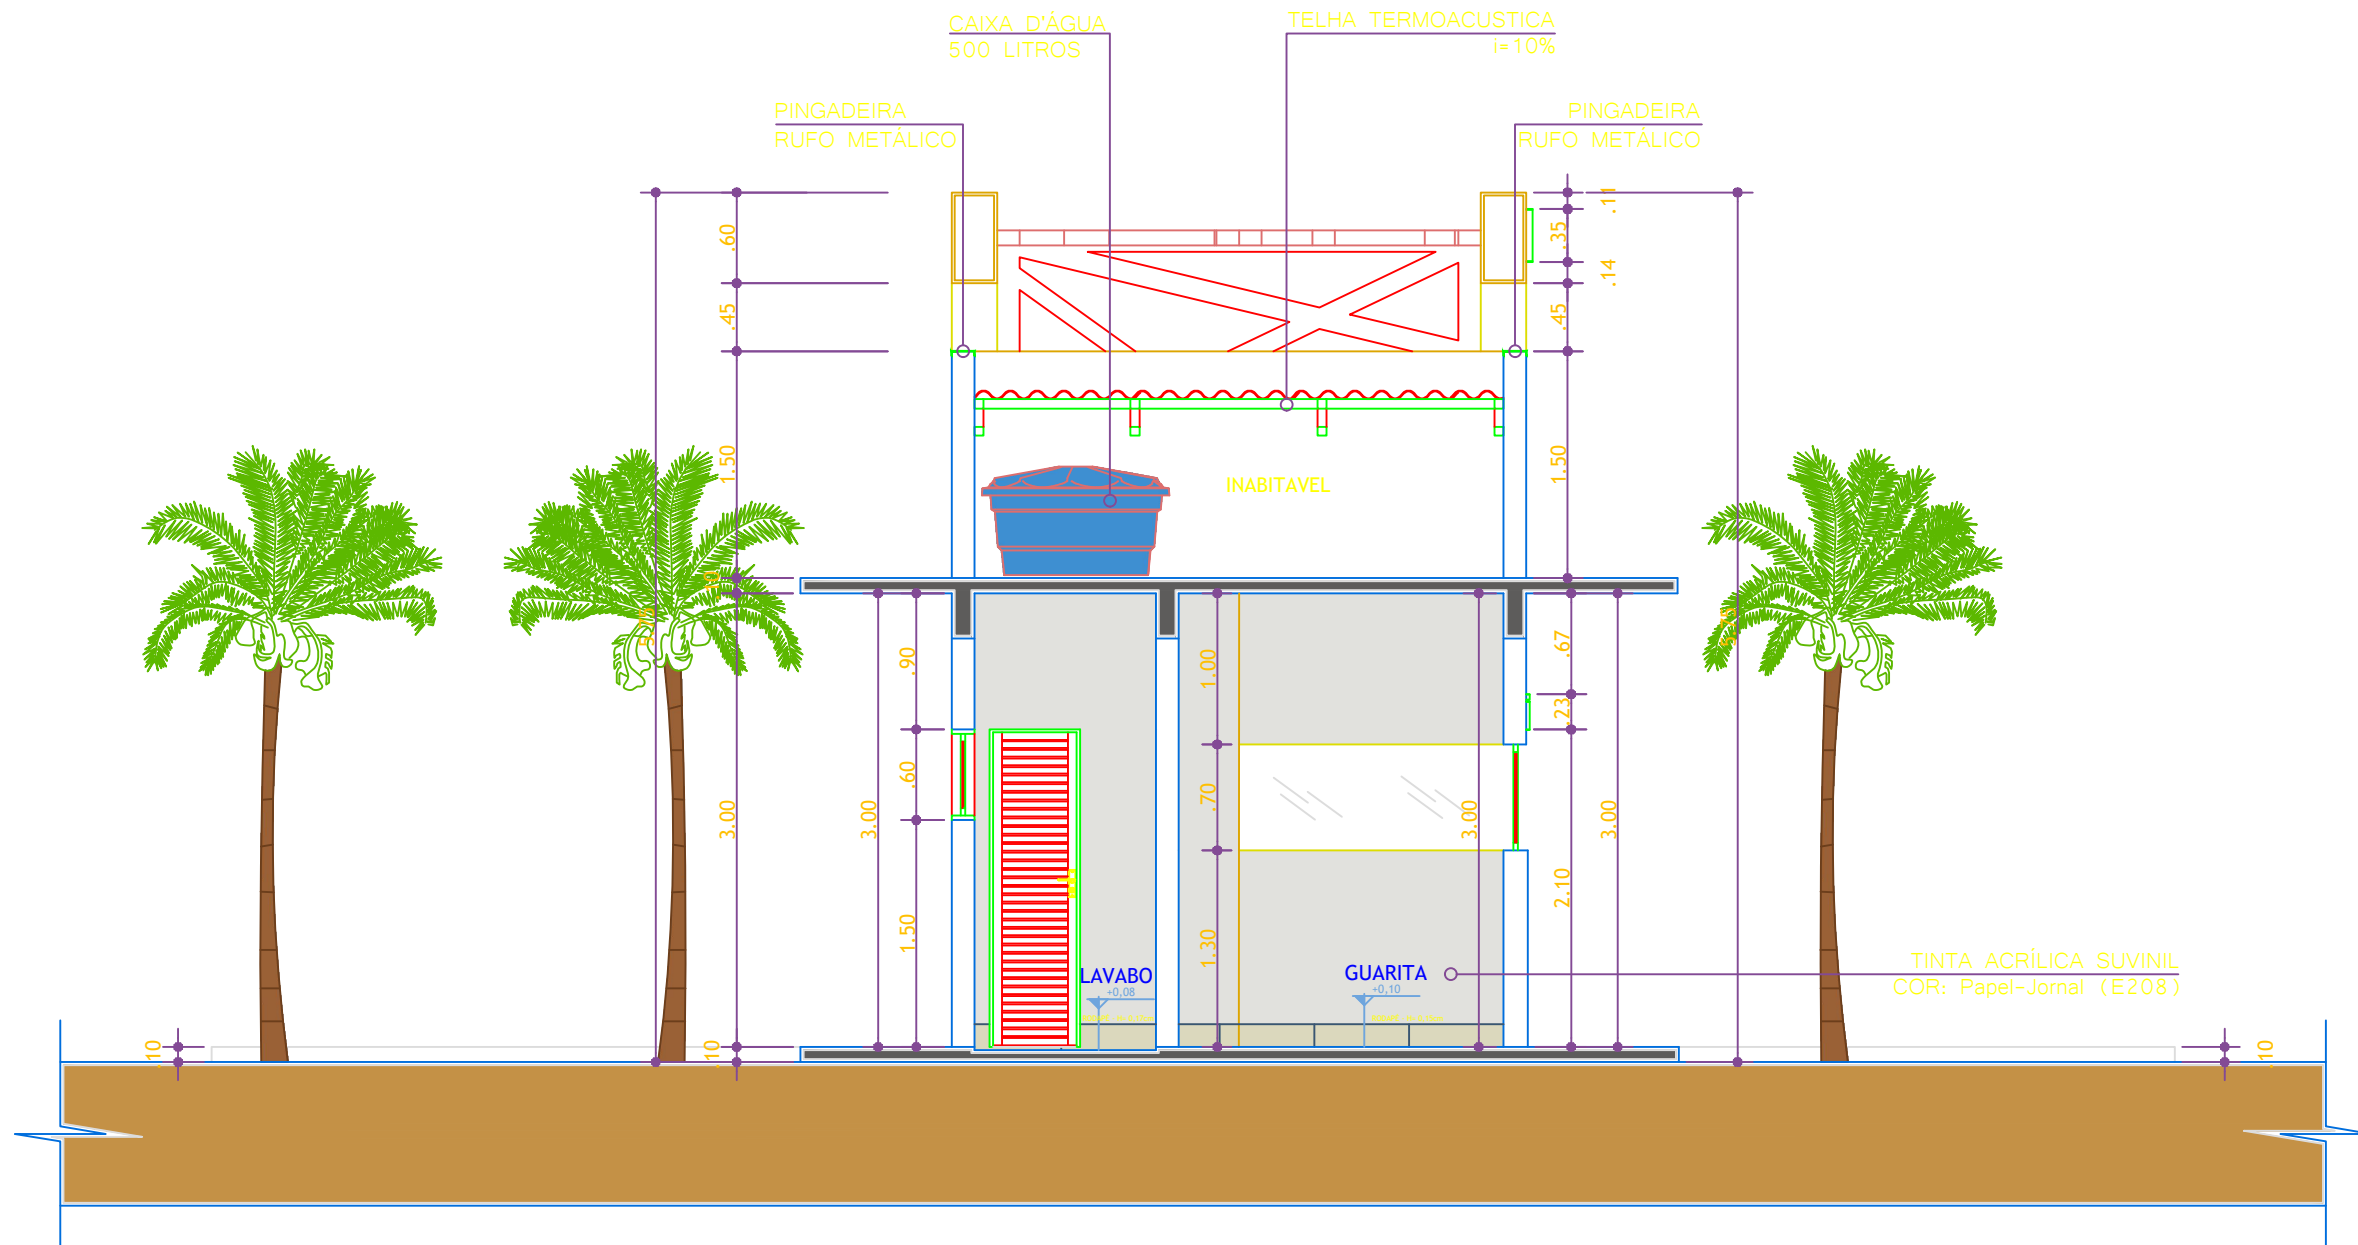 CAIXA D'ÁGUA
500 LITROS
TELHA TERMOACUSTICA
i=10%
PINGADEIRA
RUFO METÁLICO
PINGADEIRA
RUFO METÁLICO
.60
.45
1.50
.10
3.00
.10
.10
.11
.35
.14
.45
1.50
INABITAVEL
.90
.60
1.50
3.00
1.00
.70
1.30
3.00
.67
.23
2.10
3.00
LAVABO
+0,08
GUARITA
+0,10
TINTA ACRÍLICA SUVINIL
COR: Papel-Jornal (E208)
.10